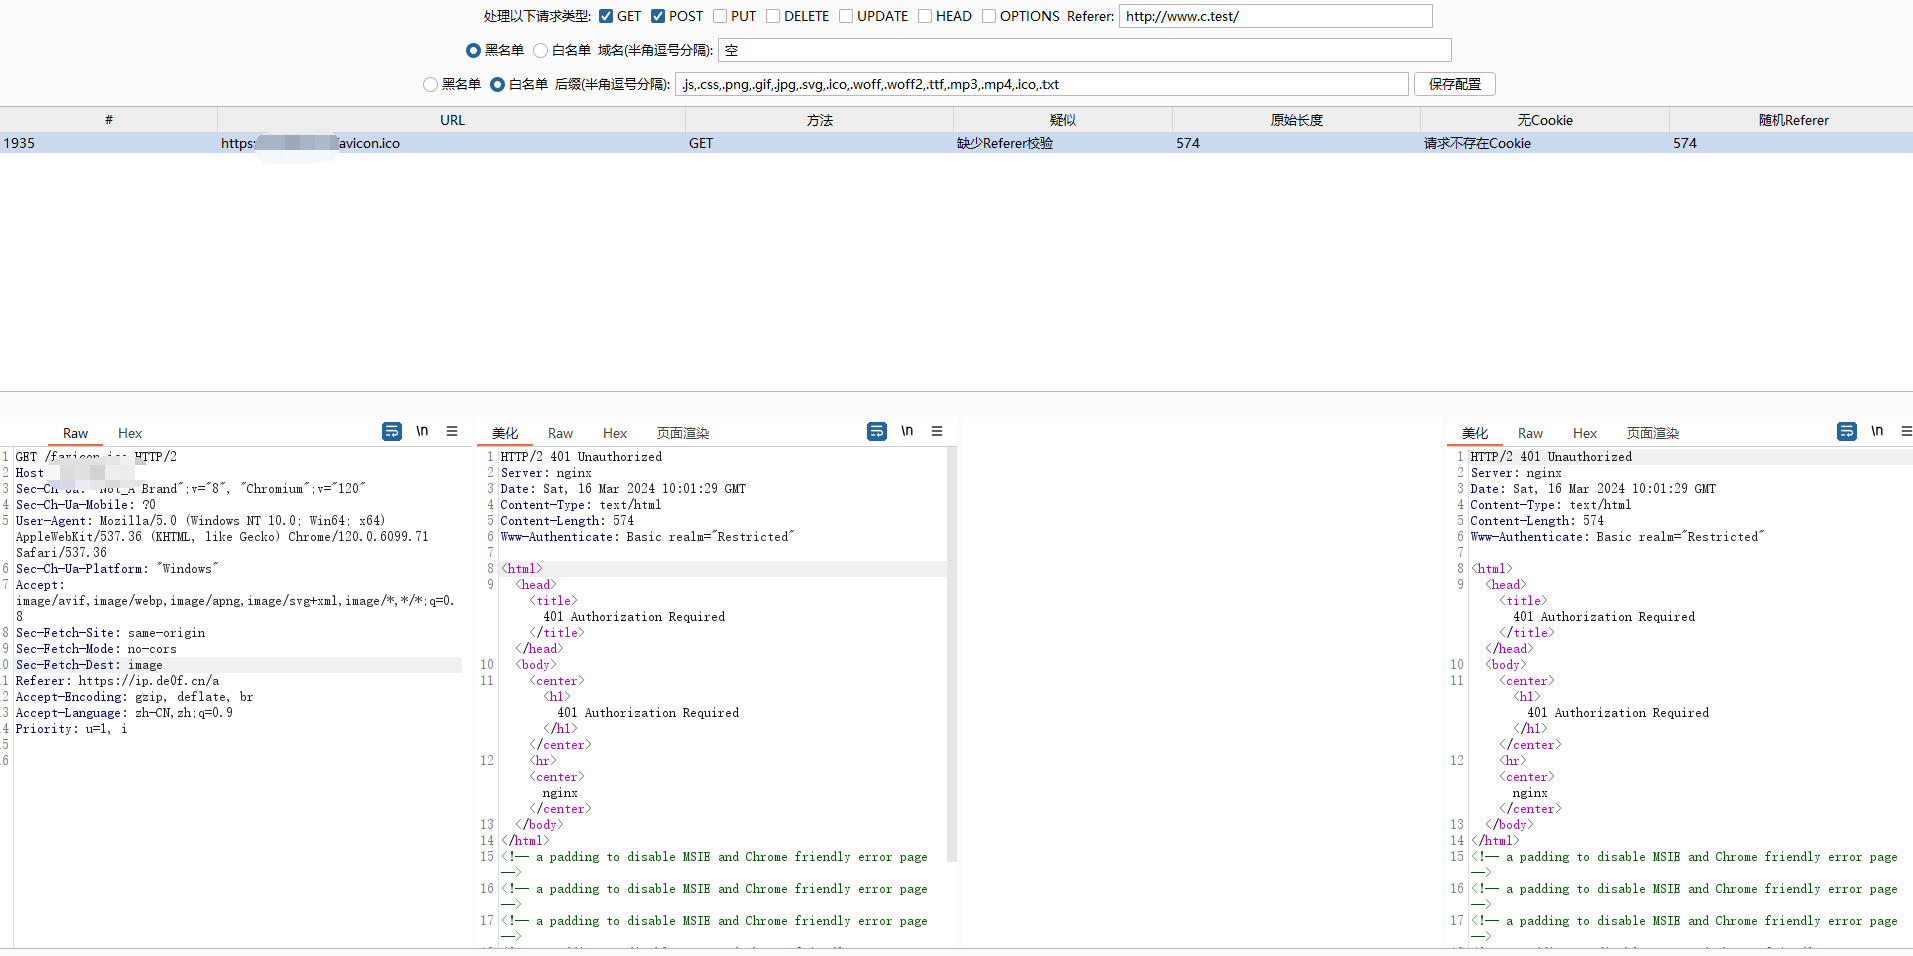 处理以下请求类型: GET POST PUT DELETE UPDATE HEAD OPTIONS Referer: http://www.c.test/
黑名单 白名单 域名(半角逗号分隔): 空
黑名单 白名单 后缀(半角逗号分隔): .js,.css,.png,.gif,.jpg,.svg,.ico,.woff,.woff2,.ttf,.mp3,.mp4,.ico,.txt 保存配置
# URL 方法 疑似 原始长度 无Cookie 随机Referer
1935 https: avicon.ico GET 缺少Referer校验 574 请求不存在Cookie 574
Raw Hex \n
1 GET /favicon.ico HTTP/2
2 Host
3 Sec-Ch-Ua: "Not_A Brand";v="8", "Chromium";v="120"
4 Sec-Ch-Ua-Mobile: ?0
5 User-Agent: Mozilla/5.0 (Windows NT 10.0; Win64; x64)
AppleWebKit/537.36 (KHTML, like Gecko) Chrome/120.0.6099.71
Safari/537.36
6 Sec-Ch-Ua-Platform: "Windows"
7 Accept:
image/avif,image/webp,image/apng,image/svg+xml,image/*,*/*;q=0.
8
8 Sec-Fetch-Site: same-origin
9 Sec-Fetch-Mode: no-cors
0 Sec-Fetch-Dest: image
1 Referer: https://ip.de0f.cn/a
2 Accept-Encoding: gzip, deflate, br
3 Accept-Language: zh-CN,zh;q=0.9
4 Priority: u=1, i
5
6
美化 Raw Hex 页面渲染 \n
1 HTTP/2 401 Unauthorized
2 Server: nginx
3 Date: Sat, 16 Mar 2024 10:01:29 GMT
4 Content-Type: text/html
5 Content-Length: 574
6 Www-Authenticate: Basic realm="Restricted"
7
8 <html>
9 <head>
<title>
401 Authorization Required
</title>
</head>
10 <body>
11 <center>
<h1>
401 Authorization Required
</h1>
</center>
12 <hr>
<center>
nginx
</center>
13 </body>
14 </html>
15 <!-- a padding to disable MSIE and Chrome friendly error page
-->
16 <!-- a padding to disable MSIE and Chrome friendly error page
-->
17 <!-- a padding to disable MSIE and Chrome friendly error page
-->
美化 Raw Hex 页面渲染 \n
1 HTTP/2 401 Unauthorized
2 Server: nginx
3 Date: Sat, 16 Mar 2024 10:01:29 GMT
4 Content-Type: text/html
5 Content-Length: 574
6 Www-Authenticate: Basic realm="Restricted"
7
8 <html>
9 <head>
<title>
401 Authorization Required
</title>
</head>
10 <body>
11 <center>
<h1>
401 Authorization Required
</h1>
</center>
12 <hr>
<center>
nginx
</center>
13 </body>
14 </html>
15 <!-- a padding to disable MSIE and Chrome friendly error page
-->
16 <!-- a padding to disable MSIE and Chrome friendly error page
-->
17 <!-- a padding to disable MSIE and Chrome friendly error page
-->